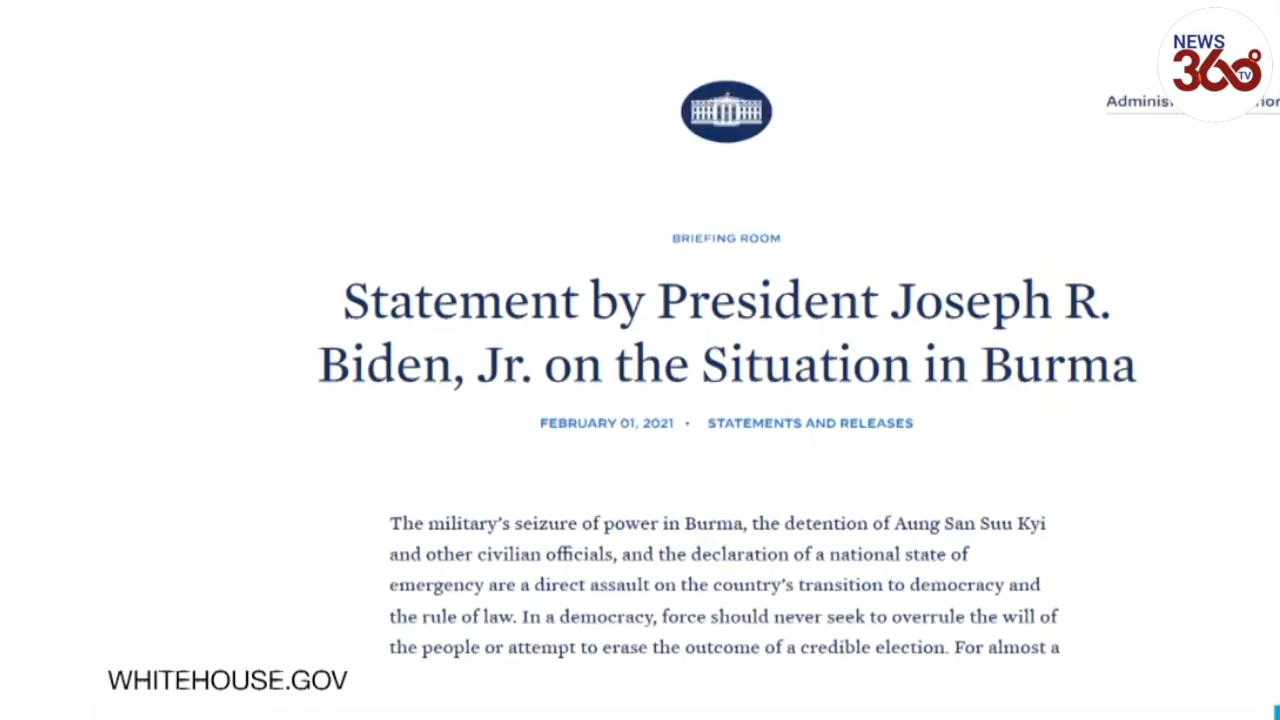 NEWS
360°
TV
BRIEFING ROOM
Statement by President Joseph R.
Biden, Jr. on the Situation in Burma
FEBRUARY 01, 2021 • STATEMENTS AND RELEASES
The military's seizure of power in Burma, the detention of Aung San Suu Kyi
and other civilian officials, and the declaration of a national state of
emergency are a direct assault on the country's transition to democracy and
the rule of law. In a democracy, force should never seek to overrule the will of
the people or attempt to erase the outcome of a credible election. For almost a
WHITEHOUSE.GOV